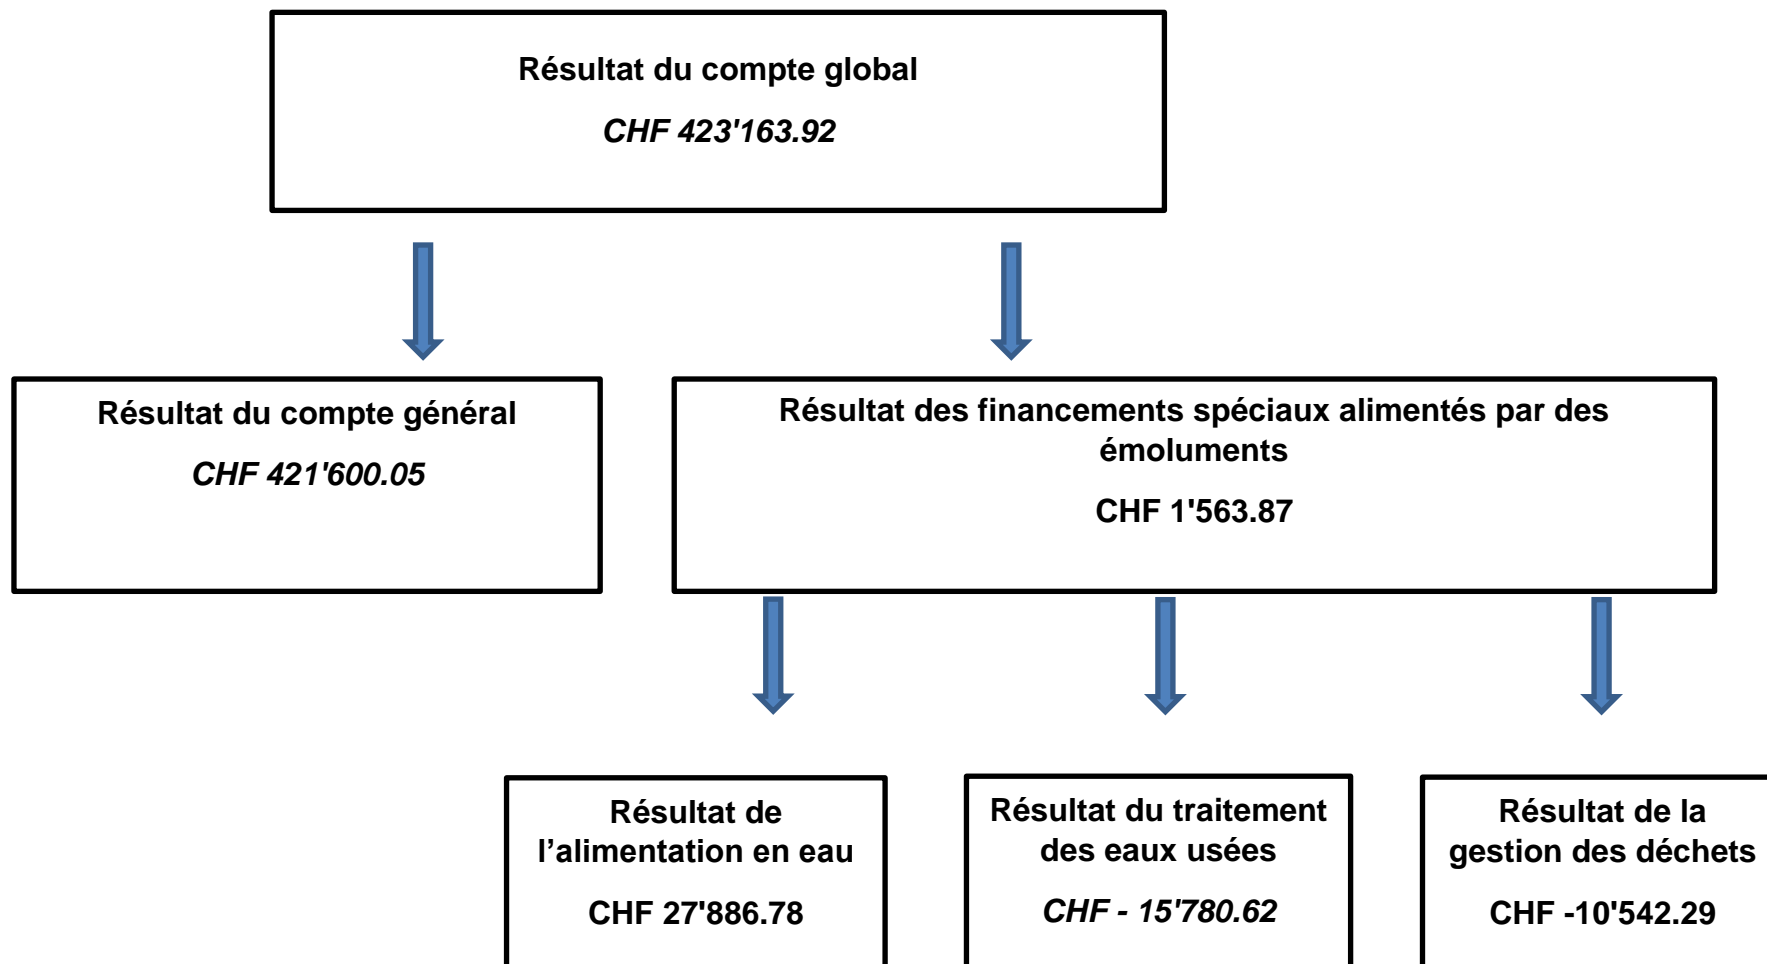 Résultat du compte global
CHF 423'163.92
Résultat du compte général
CHF 421'600.05
Résultat des financements spéciaux alimentés par des
émoluments
CHF 1'563.87
Résultat de
l’alimentation en eau
CHF 27'886.78
Résultat du traitement
des eaux usées
CHF - 15'780.62
Résultat de la
gestion des déchets
CHF -10'542.29